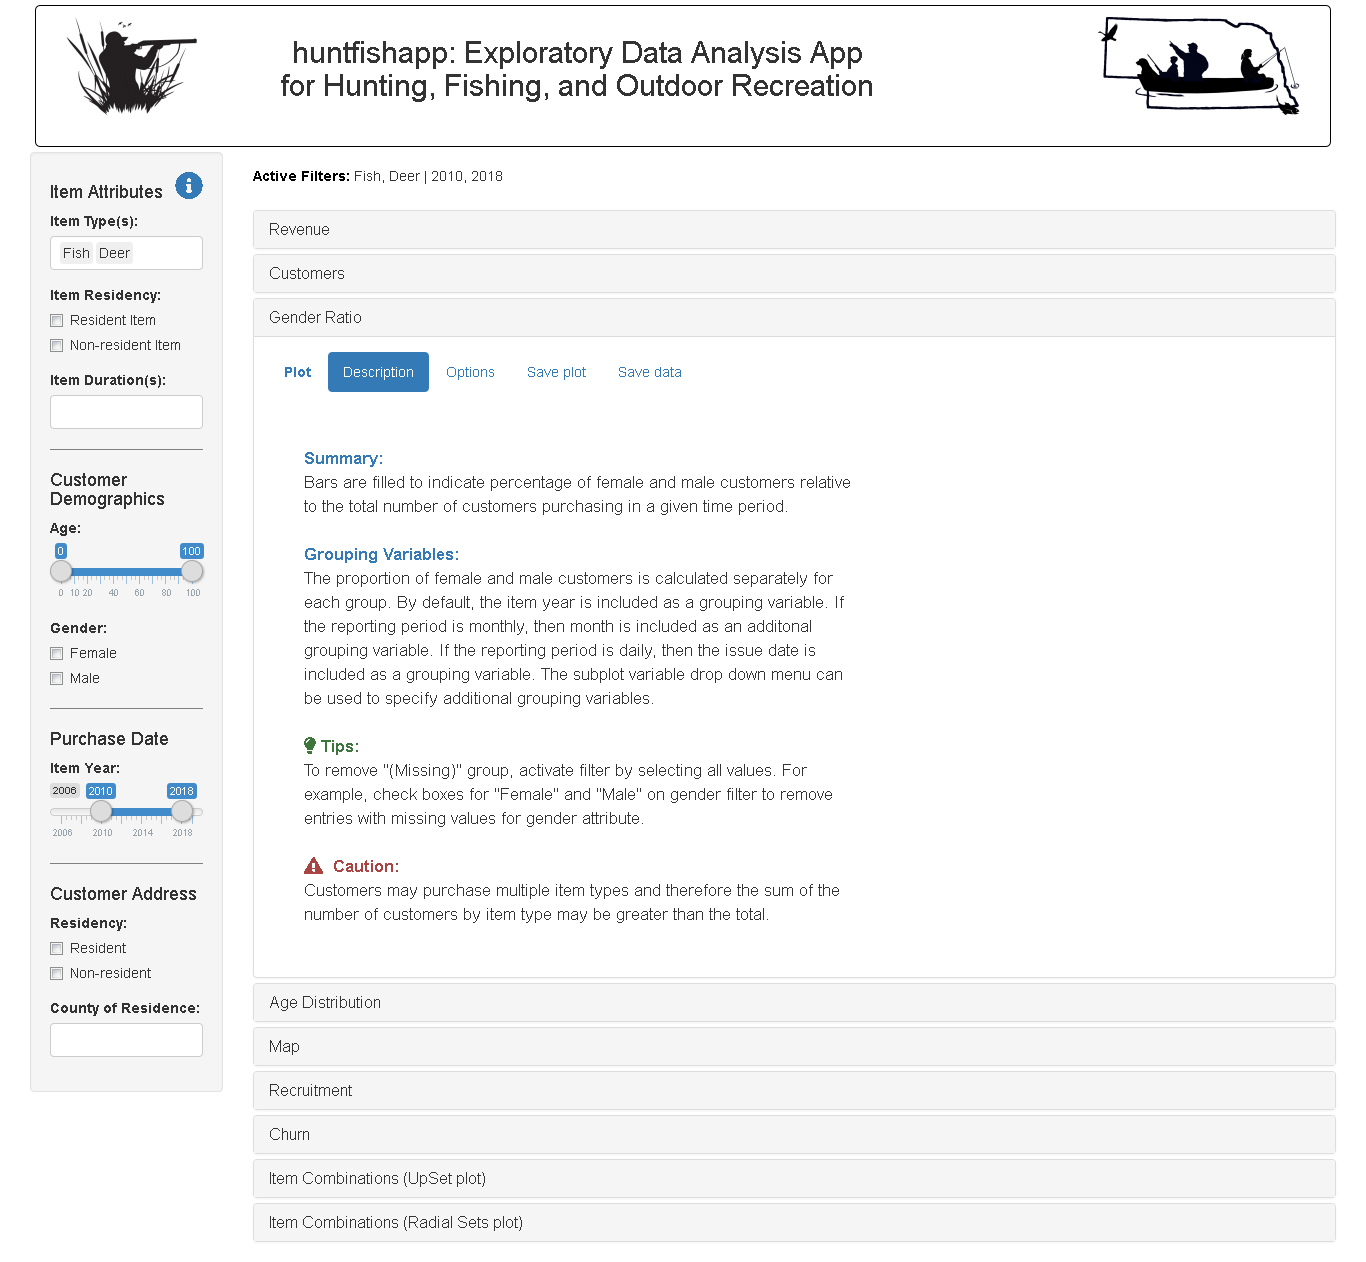 huntfishapp: Exploratory Data Analysis App
for Hunting, Fishing, and Outdoor Recreation
Item Attributes
Item Type(s):
Fish Deer
Item Residency:
Resident Item
Non-resident Item
Item Duration(s):
Customer
Demographics
Age:
0 100
0 10 20 40 60 80 100
Gender:
Female
Male
Purchase Date
Item Year:
2006 2010 2018
2006 2010 2014 2018
Customer Address
Residency:
Resident
Non-resident
County of Residence:
Active Filters: Fish, Deer | 2010, 2018
Revenue
Customers
Gender Ratio
Plot Description Options Save plot Save data
Summary:
Bars are filled to indicate percentage of female and male customers relative
to the total number of customers purchasing in a given time period.
Grouping Variables:
The proportion of female and male customers is calculated separately for
each group. By default, the item year is included as a grouping variable. If
the reporting period is monthly, then month is included as an additonal
grouping variable. If the reporting period is daily, then the issue date is
included as a grouping variable. The subplot variable drop down menu can
be used to specify additional grouping variables.
Tips:
To remove "(Missing)" group, activate filter by selecting all values. For
example, check boxes for "Female" and "Male" on gender filter to remove
entries with missing values for gender attribute.
Caution:
Customers may purchase multiple item types and therefore the sum of the
number of customers by item type may be greater than the total.
Age Distribution
Map
Recruitment
Churn
Item Combinations (UpSet plot)
Item Combinations (Radial Sets plot)